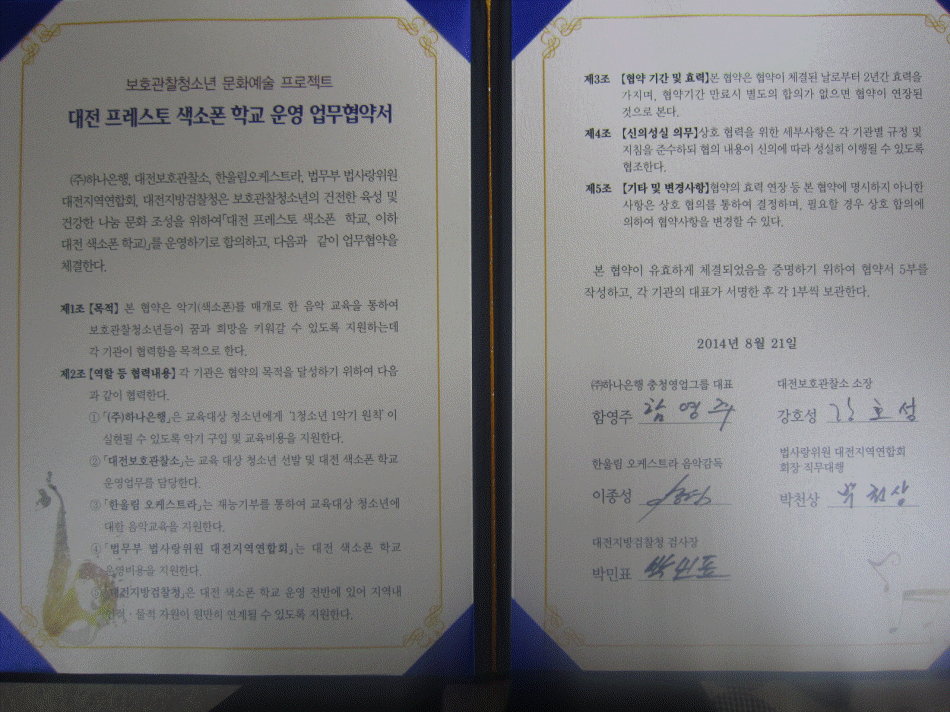 보호관찰청소년 문화예술 프로젝트
대전 프레스토 색소폰 학교 운영 업무협약서
(주)하나은행, 대전보호관찰소, 한울림오케스트라, 법무부 법사랑위원
대전지역연합회, 대전지방검찰청은 보호관찰청소년의 건전한 육성 및
건강한 나눔 문화 조성을 위하여「대전 프레스토 색소폰 학교, 이하
대전 색소폰 학교)」를 운영하기로 합의하고, 다음과 같이 업무협약을
체결한다.
제1조【목적】본 협약은 악기(색소폰)를 매개로 한 음악 교육을 통하여
보호관찰청소년들이 꿈과 희망을 키워갈 수 있도록 지원하는데
각 기관이 협력함을 목적으로 한다.
제2조【역할 등 협력내용】각 기관은 협약의 목적을 달성하기 위하여 다음
과 같이 협력한다.
①「(주)하나은행」은 교육대상 청소년에게 '1청소년 1악기 원칙'이
실현될 수 있도록 악기 구입 및 교육비용을 지원한다.
②「대전보호관찰소」는 교육 대상 청소년 선발 및 대전 색소폰 학교
운영업무를 담당한다.
③「한울림 오케스트라」는 재능기부를 통하여 교육대상 청소년에
대한 음악교육을 지원한다.
④「법무부 법사랑위원 대전지역연합회」는 대전 색소폰 학교
운영비용을 지원한다.
「대전지방검찰청」은 대전 색소폰 학교 운영 전반에 있어 지역내
인적·물적 자원이 원만히 연계될 수 있도록 지원한다.
제3조【협약 기간 및 효력】본 협약은 협약이 체결된 날로부터 2년간 효력을
가지며, 협약기간 만료시 별도의 합의가 없으면 협약이 연장된
것으로 본다.
제4조【신의성실 의무】상호 협력을 위한 세부사항은 각 기관별 규정 및
지침을 준수하되 협의 내용이 신의에 따라 성실히 이행될 수 있도록
협조한다.
제5조【기타 및 변경사항】협약의 효력 연장 등 본 협약에 명시하지 아니한
사항은 상호 협의를 통하여 결정하며, 필요할 경우 상호 합의에
의하여 협약사항을 변경할 수 있다.
본 협약이 유효하게 체결되었음을 증명하기 위하여 협약서 5부를
작성하고, 각 기관의 대표가 서명한 후 각 1부씩 보관한다.
2014년 8월 21일
(주)하나은행 충청영업그룹 대표
함영주 함영주
대전보호관찰소 소장
강호성 강호성
한울림 오케스트라 음악감독
이종성
법사랑위원 대전지역연합회
회장 직무대행
박천상 박천상
대전지방검찰청 검사장
박민표 박민표